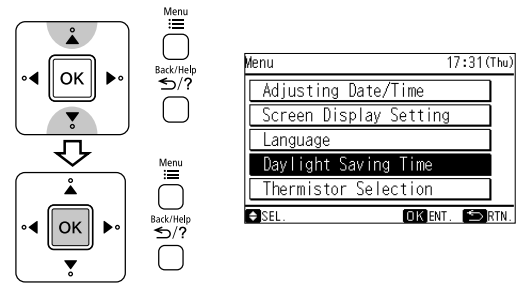 Menu
OK
Back/Help
/?
Menu
OK
Back/Help
/?
Menu 17:31(Thu)
Adjusting Date/Time
Screen Display Setting
Language
Daylight Saving Time
Thermistor Selection
SEL. OK ENT. RTN.